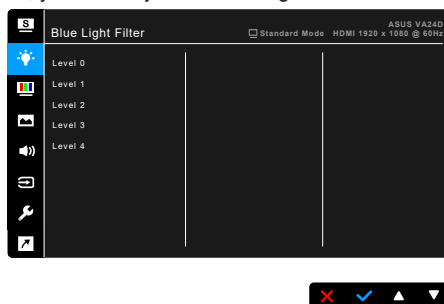 S
Blue Light Filter
Standard Mode HDMI 1920 x 1080 @ 60Hz
ASUS VA24D
Level 0
Level 1
Level 2
Level 3
Level 4